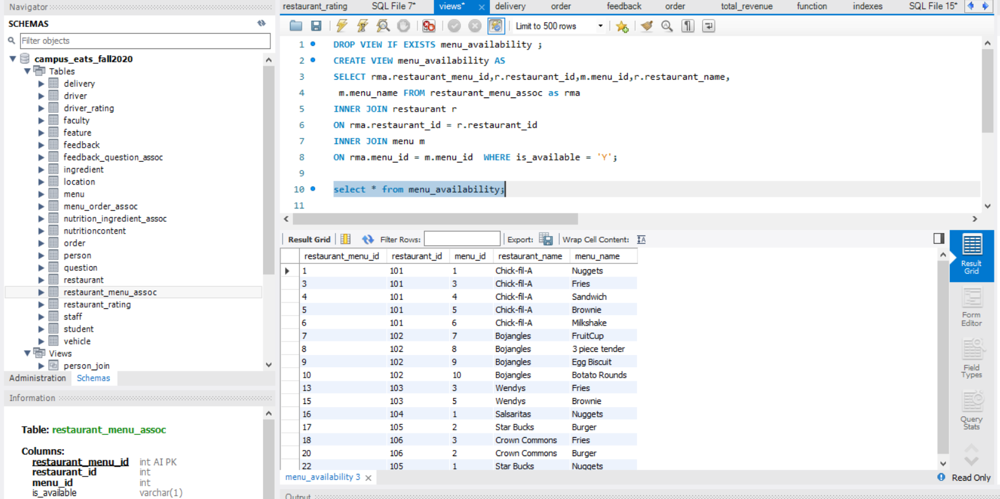 Navigator
SCHEMAS
Filter objects
campus_eats_fall2020
Tables
delivery
driver
driver_rating
faculty
feature
feedback
feedback_question_assoc
ingredient
location
menu
menu_order_assoc
nutrition_ingredient_assoc
nutritioncontent
order
person
question
restaurant
restaurant_menu_assoc
restaurant_rating
staff
student
vehicle
Views
person_join
Administration Schemas
Information
Table: restaurant_menu_assoc
Columns:
restaurant_menu_id int AI PK
restaurant_id int
menu_id int
is_available varchar(1)
restaurant_rating SQL File 7* views* delivery order feedback order total_revenue function indexes SQL File 15*
Limit to 500 rows
1 DROP VIEW IF EXISTS menu_availability ;
2 CREATE VIEW menu_availability AS
3 SELECT rma.restaurant_menu_id,r.restaurant_id,m.menu_id,r.restaurant_name,
4 m.menu_name FROM restaurant_menu_assoc as rma
5 INNER JOIN restaurant r
6 ON rma.restaurant_id = r.restaurant_id
7 INNER JOIN menu m
8 ON rma.menu_id = m.menu_id WHERE is_available = 'Y';
9
10 select * from menu_availability;
11
Result Grid Filter Rows: Export: Wrap Cell Content: IA
restaurant_menu_id restaurant_id menu_id restaurant_name menu_name
1 101 1 Chick-fil-A Nuggets
3 101 3 Chick-fil-A Fries
4 101 4 Chick-fil-A Sandwich
5 101 5 Chick-fil-A Brownie
6 101 6 Chick-fil-A Milkshake
7 102 7 Bojangles FruitCup
8 102 8 Bojangles 3 piece tender
9 102 9 Bojangles Egg Biscuit
10 102 10 Bojangles Botato Rounds
13 103 3 Wendys Fries
15 103 5 Wendys Brownie
16 104 1 Salsaritas Nuggets
17 105 2 Star Bucks Burger
18 106 3 Crown Commons Fries
20 106 2 Crown Commons Burger
22 105 1 Star Bucks Nuggets
menu_availability 3
Result
Grid
Form
Editor
Field
Types
Query
Stats
Read Only
Output